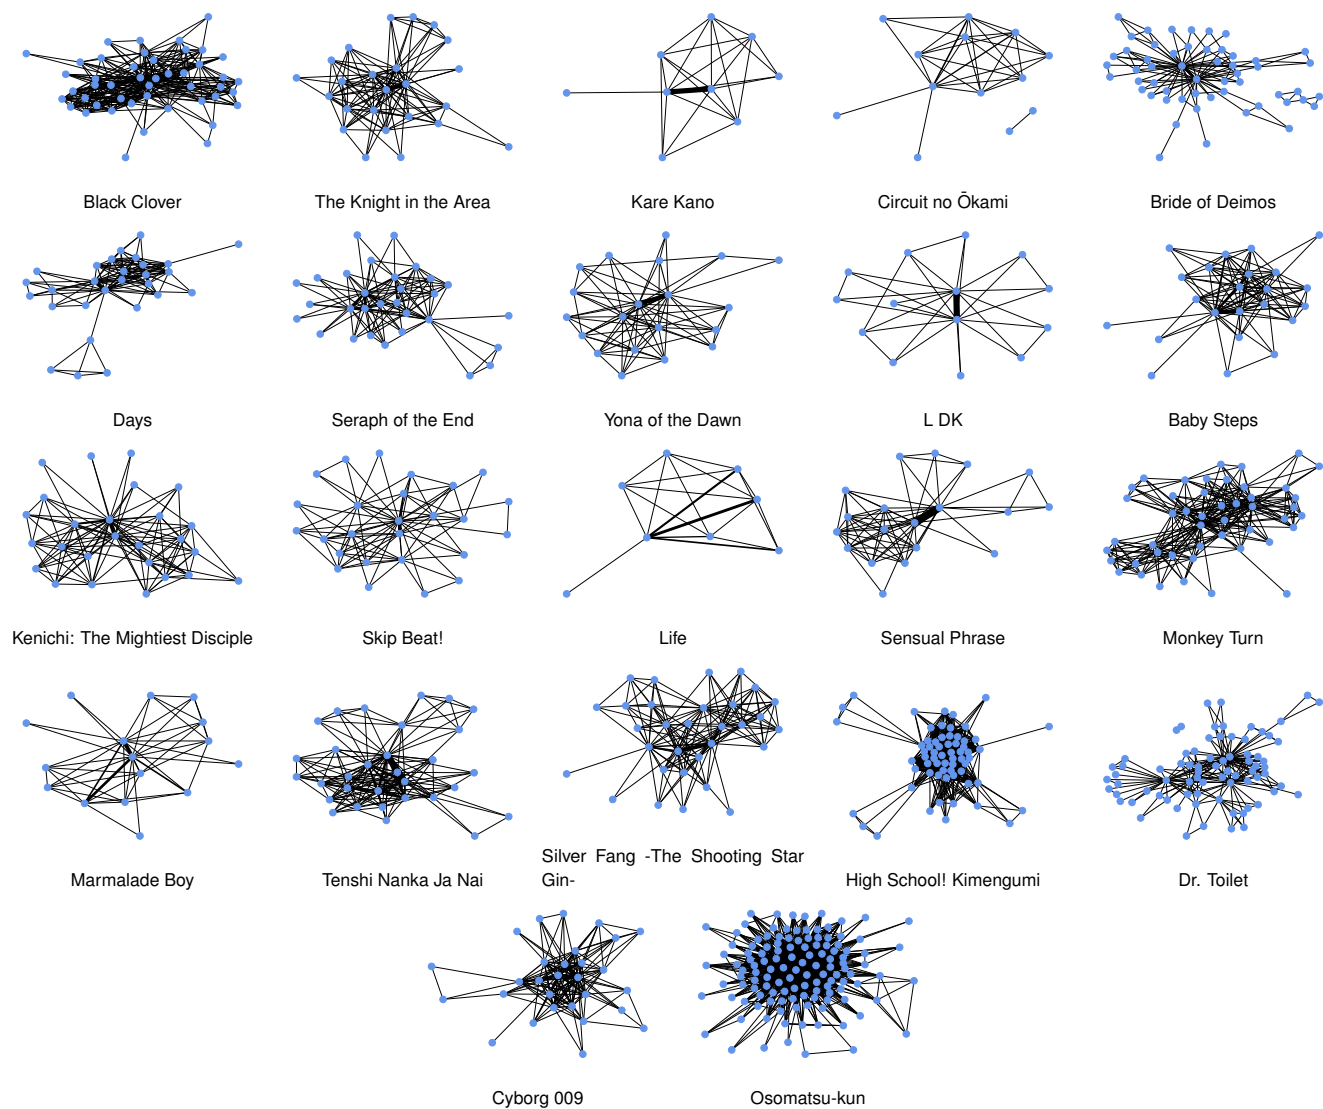 Black Clover
The Knight in the Area
Kare Kano
Circuit no Ōkami
Bride of Deimos
Days
Seraph of the End
Yona of the Dawn
L DK
Baby Steps
Kenichi: The Mightiest Disciple
Skip Beat!
Life
Sensual Phrase
Monkey Turn
Marmalade Boy
Tenshi Nanka Ja Nai
Silver Fang -The Shooting Star
Gin-
High School! Kimengumi
Dr. Toilet
Cyborg 009
Osomatsu-kun